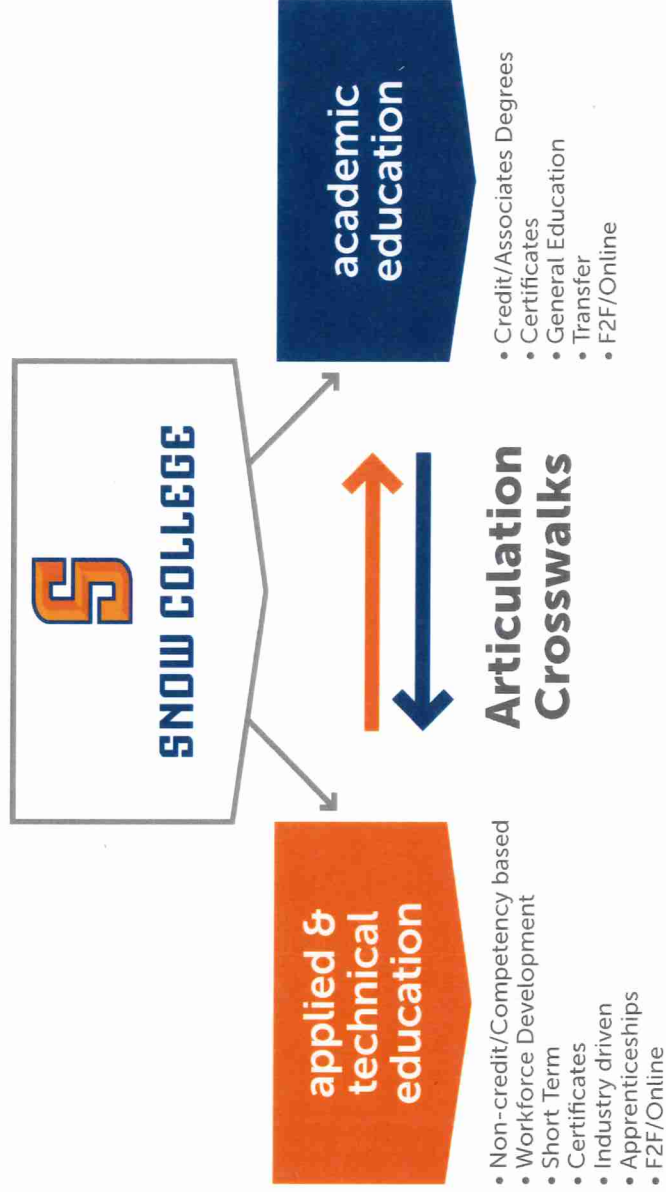 S
SNOW COLLEGE
applied &
technical
education
• Non-credit/Competency based
• Workforce Development
• Short Term
• Certificates
• Industry driven
• Apprenticeships
• F2F/Online
Articulation
Crosswalks
academic
education
• Credit/Associates Degrees
• Certificates
• General Education
• Transfer
• F2F/Online